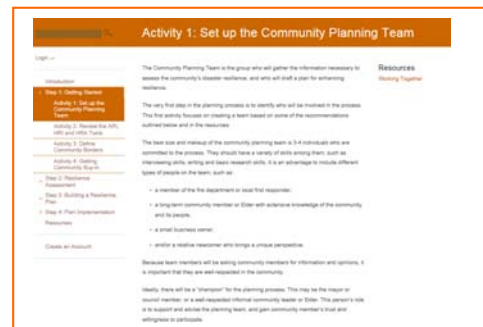 Activity 1: Set up the Community Planning Team
Login
Introduction
Step 1: Getting Started
Activity 1: Set up the
Community Planning
Team
Activity 2: Review the API,
HRI and HRA Tools
Activity 3: Define
Community Borders
Activity 4: Getting
Community Buy-in
Step 2: Resilience
Assessment
Step 3: Building a Resilience
Plan
Step 4: Plan Implementation
Resources
Create an Account
The Community Planning Team is the group who will gather the information necessary to
assess the community's disaster resilience, and who will draft a plan for enhancing
resilience.
The very first step in the planning process is to identify who will be involved in the process.
This first activity focuses on creating a team based on some of the recommendations
outlined below and in the resources.
The best size and makeup of the community planning team is 3-4 individuals who are
committed to the process. They should have a variety of skills among them, such as
interviewing skills, writing and basic research skills. It is an advantage to include different
types of people on the team, such as:
- a member of the fire department or local first responder;
- a long-term community member or Elder with extensive knowledge of the community
and its people;
- a small business owner;
- and/or a relative newcomer who brings a unique perspective.
Because team members will be asking community members for information and opinions, it
is important that they are well-respected in the community.
Ideally, there will be a "champion" for the planning process. This may be the mayor or
council member, or a well-respected informal community leader or Elder. This person's role
is to support and advise the planning team, and gain community member's trust and
willingness to participate.
Resources
Working Together